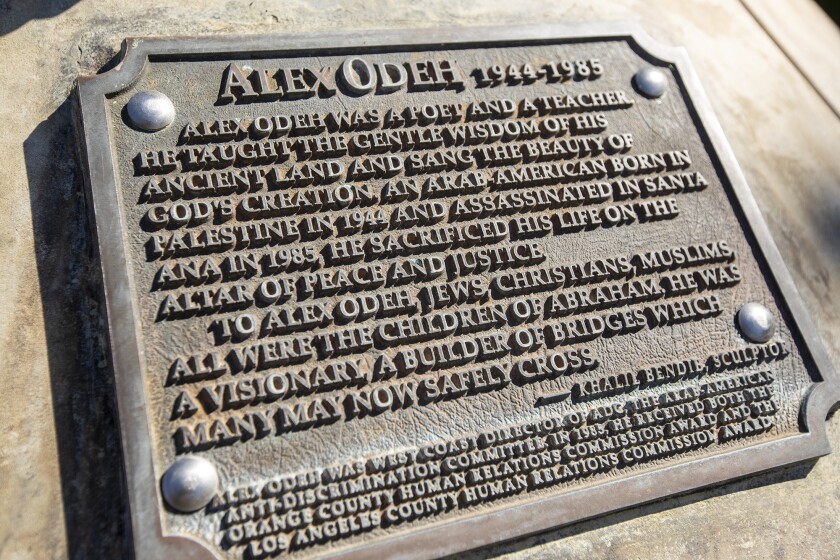 ALEX ODEH 1944-1985
ALEX ODEH WAS A POET AND A TEACHER.
HE TAUGHT THE GENTLE WISDOM OF HIS
ANCIENT LAND AND SANG THE BEAUTY OF
GOD'S CREATION. AN ARAB-AMERICAN BORN IN
PALESTINE IN 1944 AND ASSASSINATED IN SANTA
ANA IN 1985, HE SACRIFICED HIS LIFE ON THE
ALTAR OF PEACE AND JUSTICE.
TO ALEX ODEH, JEWS, CHRISTIANS, MUSLIMS,
ALL WERE THE CHILDREN OF ABRAHAM. HE WAS
A VISIONARY, A BUILDER OF BRIDGES WHICH
MANY MAY NOW SAFELY CROSS.
— KHALIL BENDIB, SCULPTOR
ALEX ODEH WAS WEST COAST DIRECTOR OF ADC, THE ARAB-AMERICAN
ANTI-DISCRIMINATION COMMITTEE. IN 1985, HE RECEIVED BOTH THE
ORANGE COUNTY HUMAN RELATIONS COMMISSION AWARD AND THE
LOS ANGELES COUNTY HUMAN RELATIONS COMMISSION AWARD.